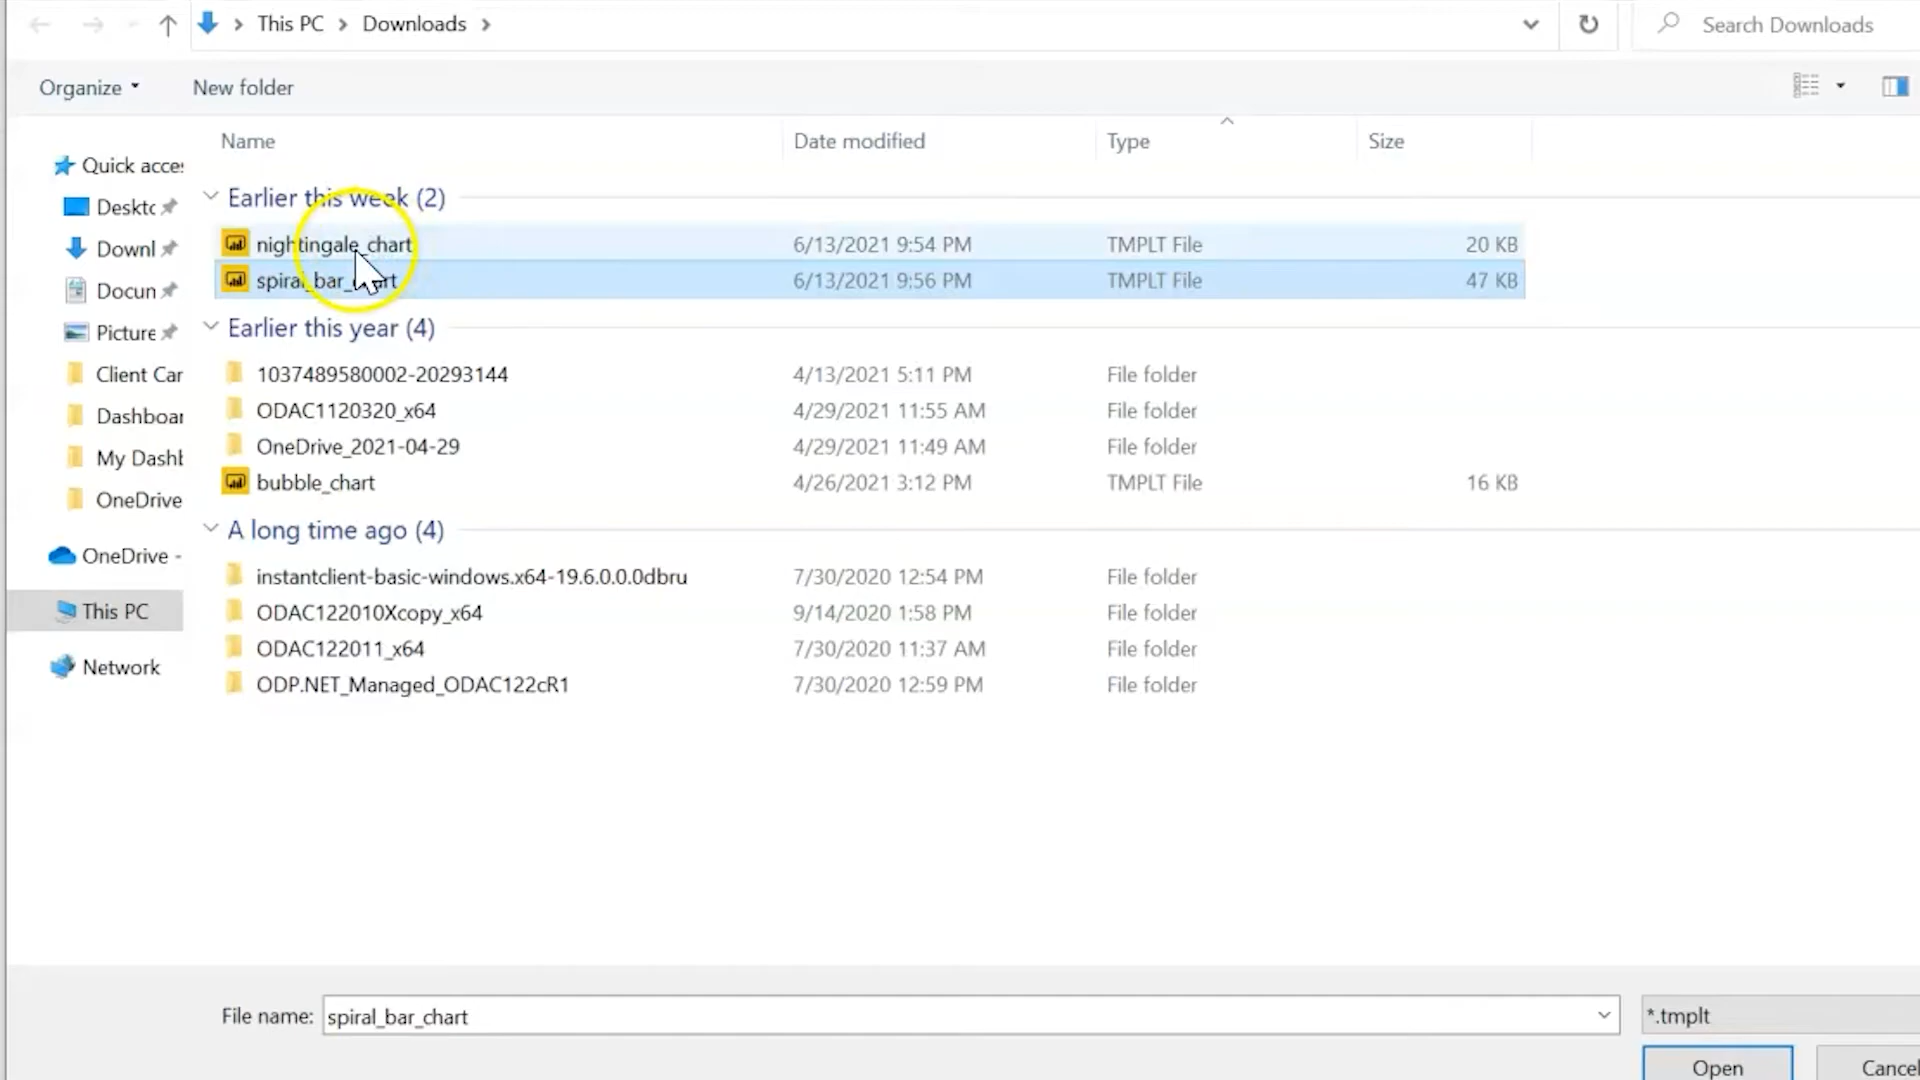 This PC > Downloads >
Search Downloads
Organize
New folder
Name
Date modified
Type
Size
Quick acces
Earlier this week (2)
Deskto
nightingale_chart
6/13/2021 9:54 PM
TMPLT File
20 KB
Downl
spiral_bar_chart
6/13/2021 9:56 PM
TMPLT File
47 KB
Docun
Earlier this year (4)
Picture
1037489580002-20293144
4/13/2021 5:11 PM
File folder
Client Car
ODAC1120320_x64
4/29/2021 11:55 AM
File folder
Dashboar
OneDrive_2021-04-29
4/29/2021 11:49 AM
File folder
My Dashb
bubble_chart
4/26/2021 3:12 PM
TMPLT File
16 KB
OneDrive
A long time ago (4)
OneDrive -
instantclient-basic-windows.x64-19.6.0.0.0dbru
7/30/2020 12:54 PM
File folder
This PC
ODAC122010Xcopy_x64
9/14/2020 1:58 PM
File folder
ODAC122011_x64
7/30/2020 11:37 AM
File folder
Network
ODP.NET_Managed_ODAC122cR1
7/30/2020 12:59 PM
File folder
File name:
spiral_bar_chart
*.tmplt
Open
Cancel